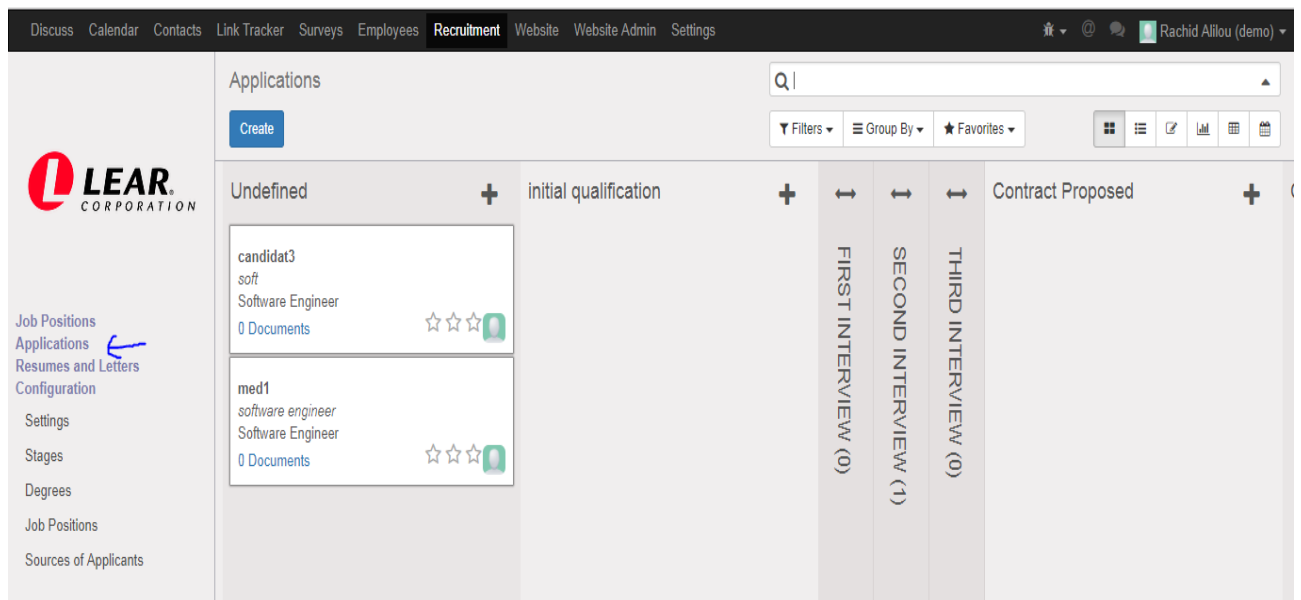 Discuss Calendar Contacts Link Tracker Surveys Employees Recruitment Website Website Admin Settings @ Rachid Alilou (demo)
Applications
Create
Filters Group By Favorites
LEAR.
CORPORATION
Job Positions
Applications
Resumes and Letters
Configuration
Settings
Stages
Degrees
Job Positions
Sources of Applicants
Undefined
candidat3
soft
Software Engineer
0 Documents
med1
software engineer
Software Engineer
0 Documents
initial qualification
FIRST INTERVIEW (0)
SECOND INTERVIEW (1)
THIRD INTERVIEW (0)
Contract Proposed